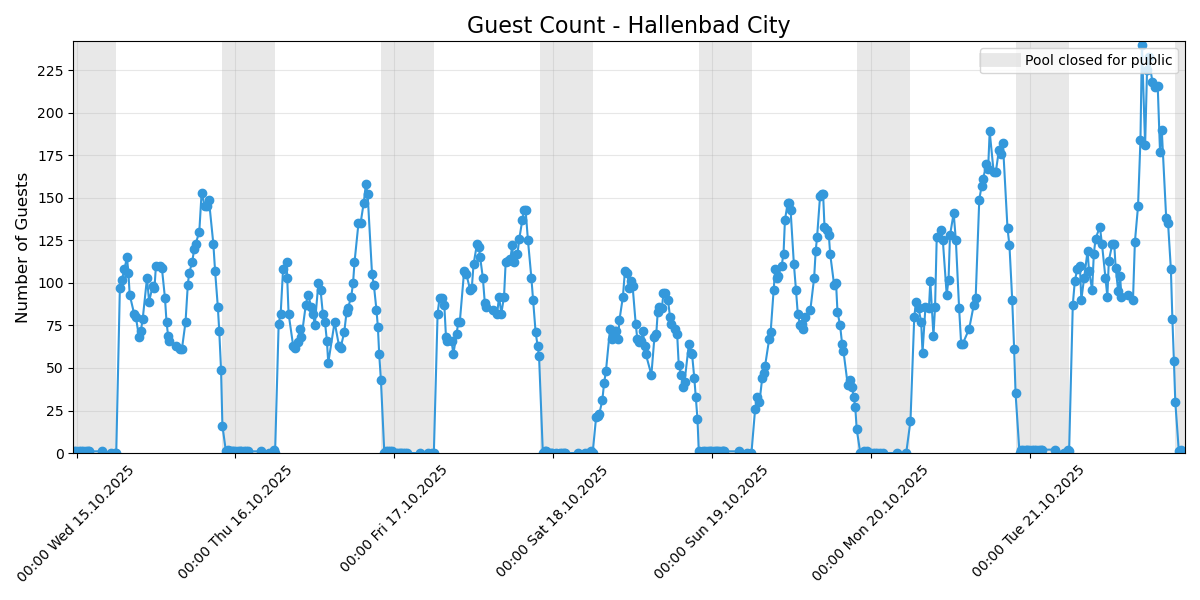 Guest Count - Hallenbad City
Pool closed for public
Number of Guests
225
200
175
150
125
100
75
50
25
0
00:00 Wed 15.10.2025
00:00 Thu 16.10.2025
00:00 Fri 17.10.2025
00:00 Sat 18.10.2025
00:00 Sun 19.10.2025
00:00 Mon 20.10.2025
00:00 Tue 21.10.2025